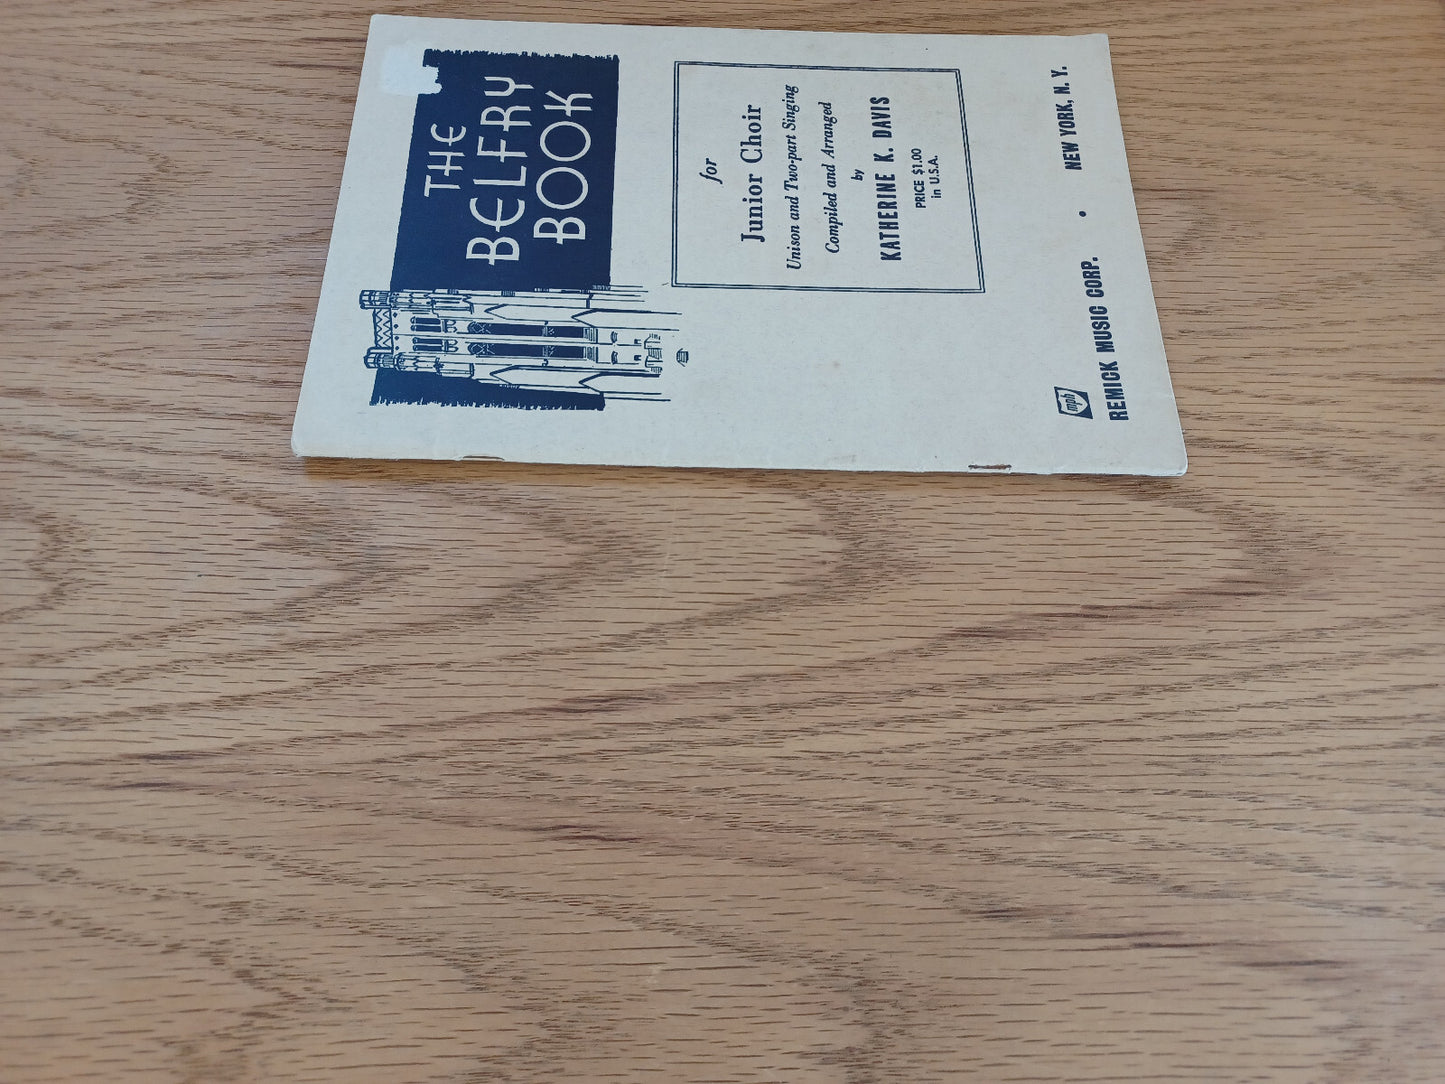 THE
BELFRY
BOOK
for
Junior Choir
Unison and Two-part Singing
Compiled and Arranged
by
KATHERINE K. DAVIS
PRICE $1.00
in U.S.A.
mph
REMICK MUSIC CORP. • NEW YORK, N. Y.